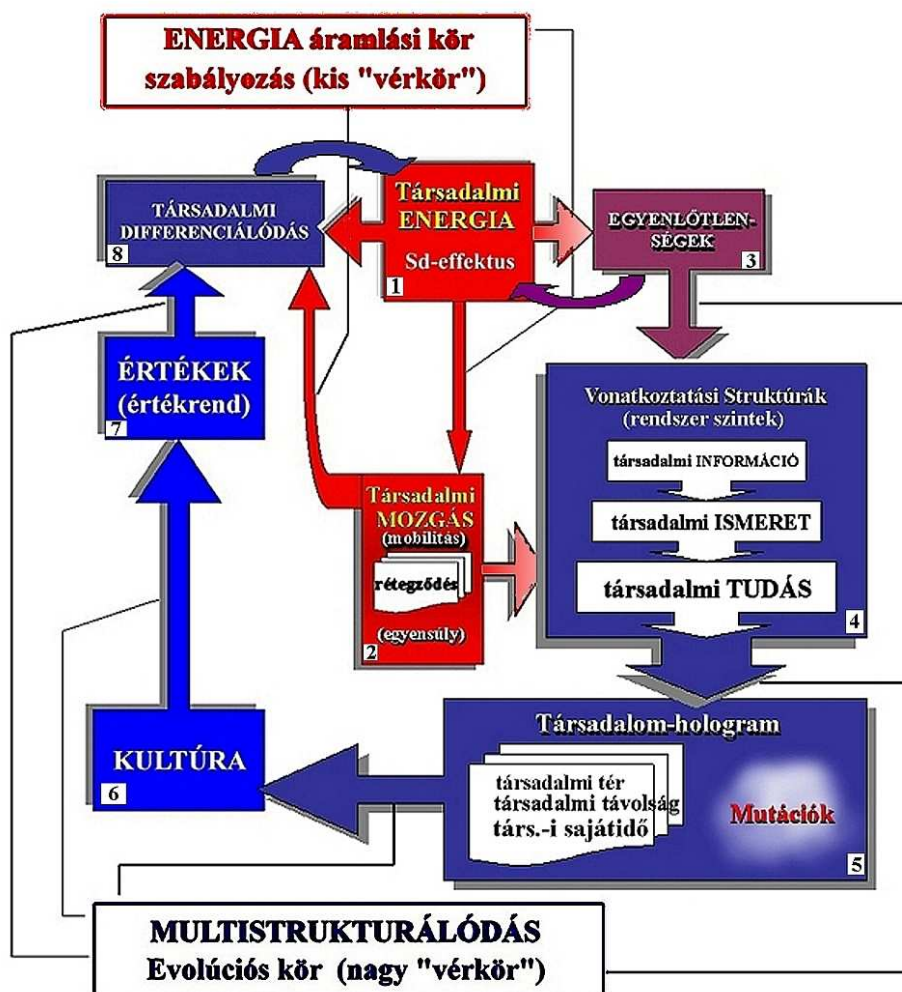 ENERGIA áramlási kör
szabályozás (kis "vérkör")
TÁRSADALMI
DIFFERENCIÁLÓDÁS
8
Társadalmi
ENERGIA
Sd-effektus
1
EGYENLŐTLEN-
SÉGEK
3
ÉRTÉKEK
(értékrend)
7
Vonatkoztatási Struktúrák
(rendszer szintek)
társadalmi INFORMÁCIÓ
társadalmi ISMERET
társadalmi TUDÁS
4
Társadalmi
MOZGÁS
(mobilitás)
rétegződés
(egyensúly)
2
KULTÚRA
6
Társadalom-hologram
társadalmi tér
társadalmi távolság
társ.-i sajátidő
Mutációk
5
MULTISTRUKTURÁLÓDÁS
Evolúciós kör (nagy "vérkör")